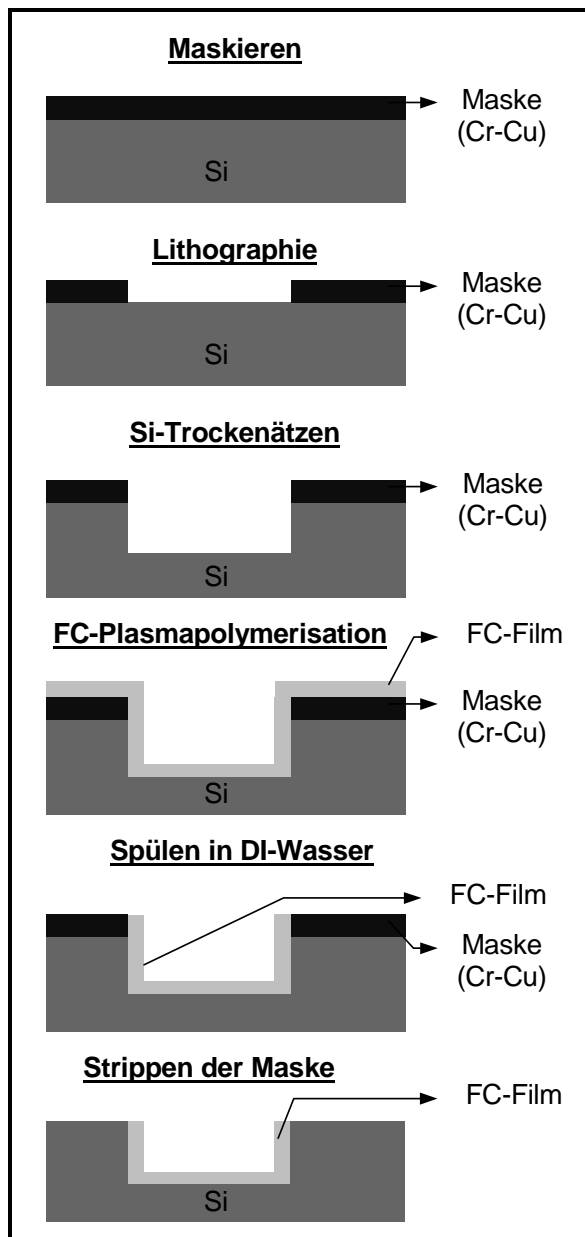 Maskieren
Maske
(Cr-Cu)
Si
Lithographie
Maske
(Cr-Cu)
Si
Si-Trockenätzen
Maske
(Cr-Cu)
Si
FC-Plasmapolymerisation
FC-Film
Maske
(Cr-Cu)
Si
Spülen in DI-Wasser
FC-Film
Maske
(Cr-Cu)
Strippen der Maske
FC-Film
Si